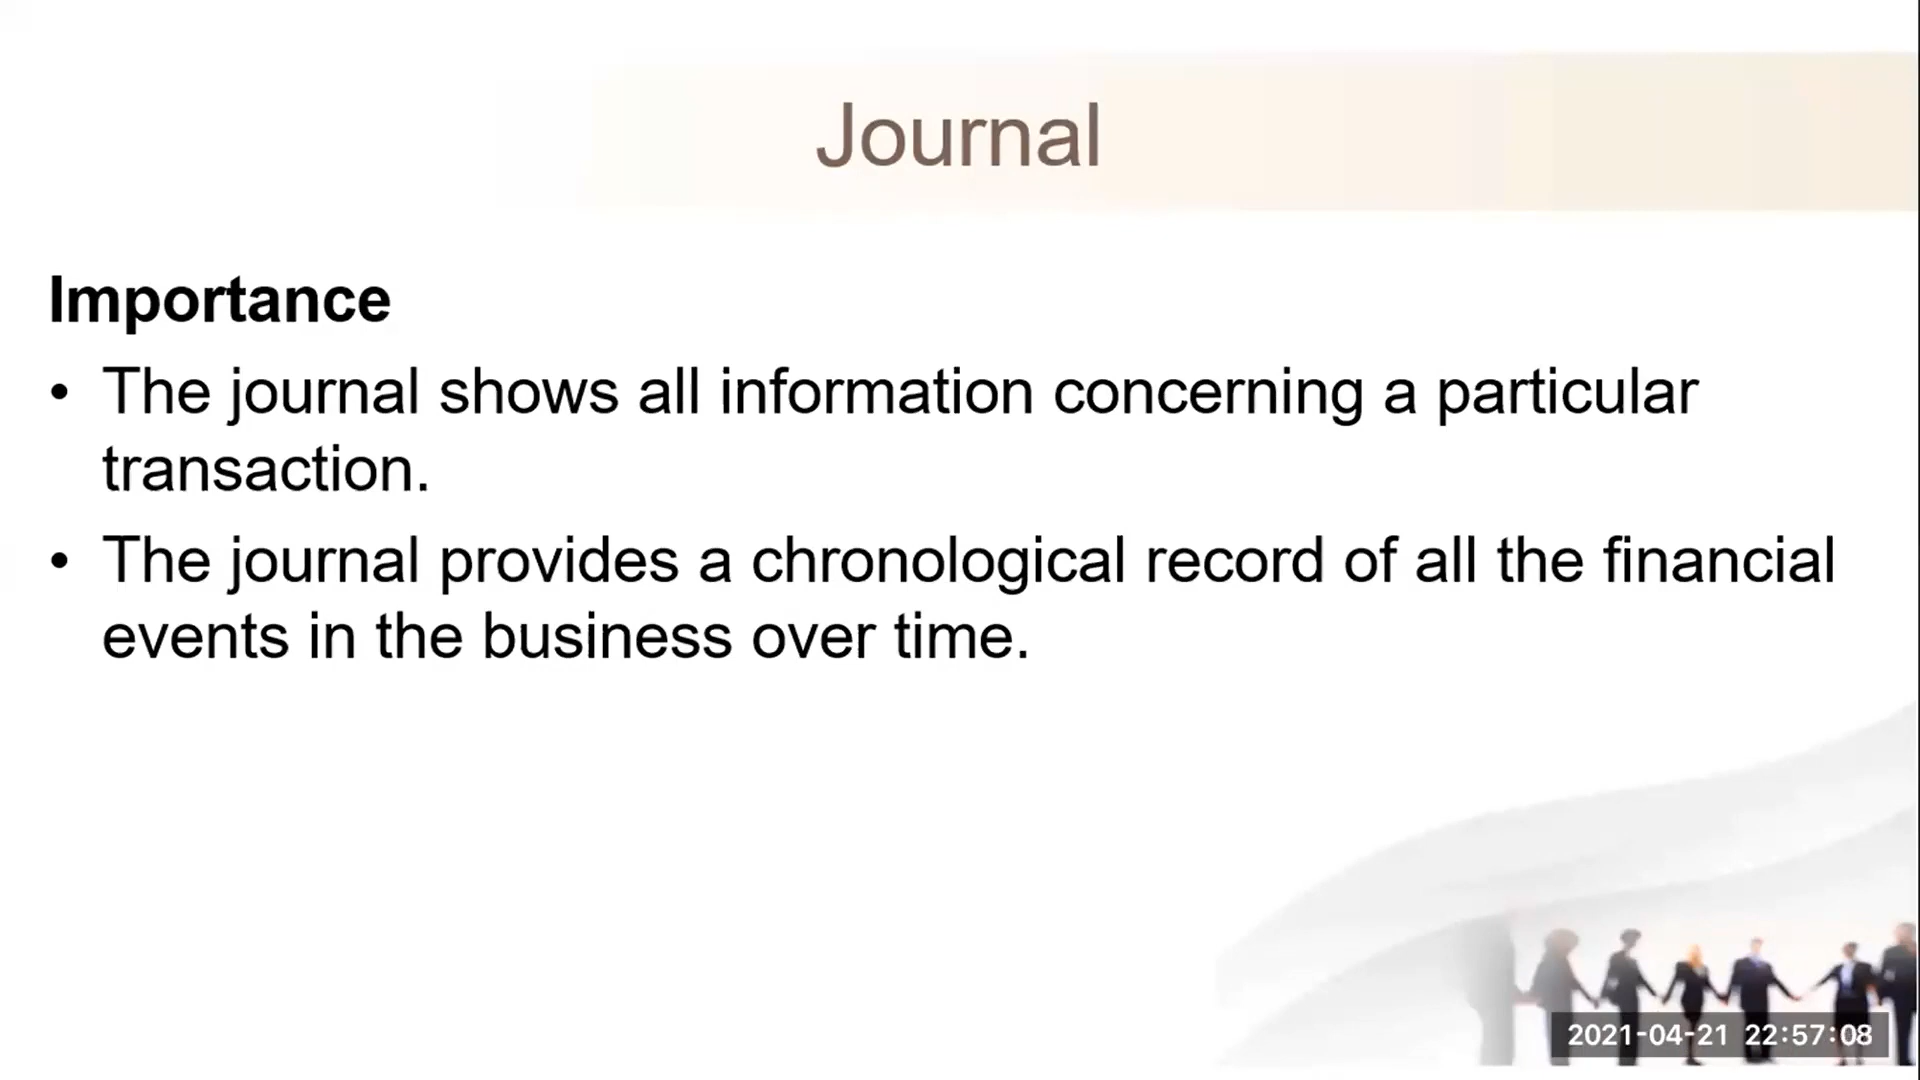 Journal
Importance
• The journal shows all information concerning a particular
transaction.
• The journal provides a chronological record of all the financial
events in the business over time.
2021-04-21 22:57:08